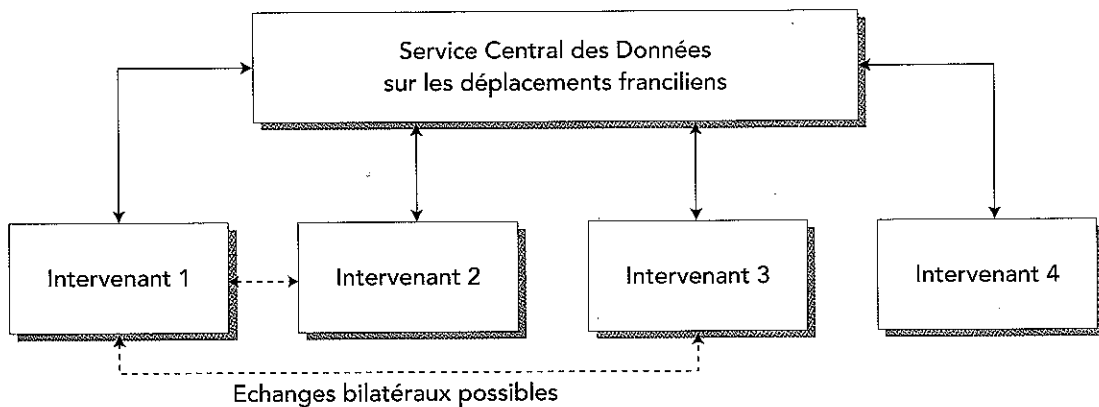 Service Central des Données
sur les déplacements franciliens
Intervenant 1
Intervenant 2
Intervenant 3
Intervenant 4
Echanges bilatéraux possibles